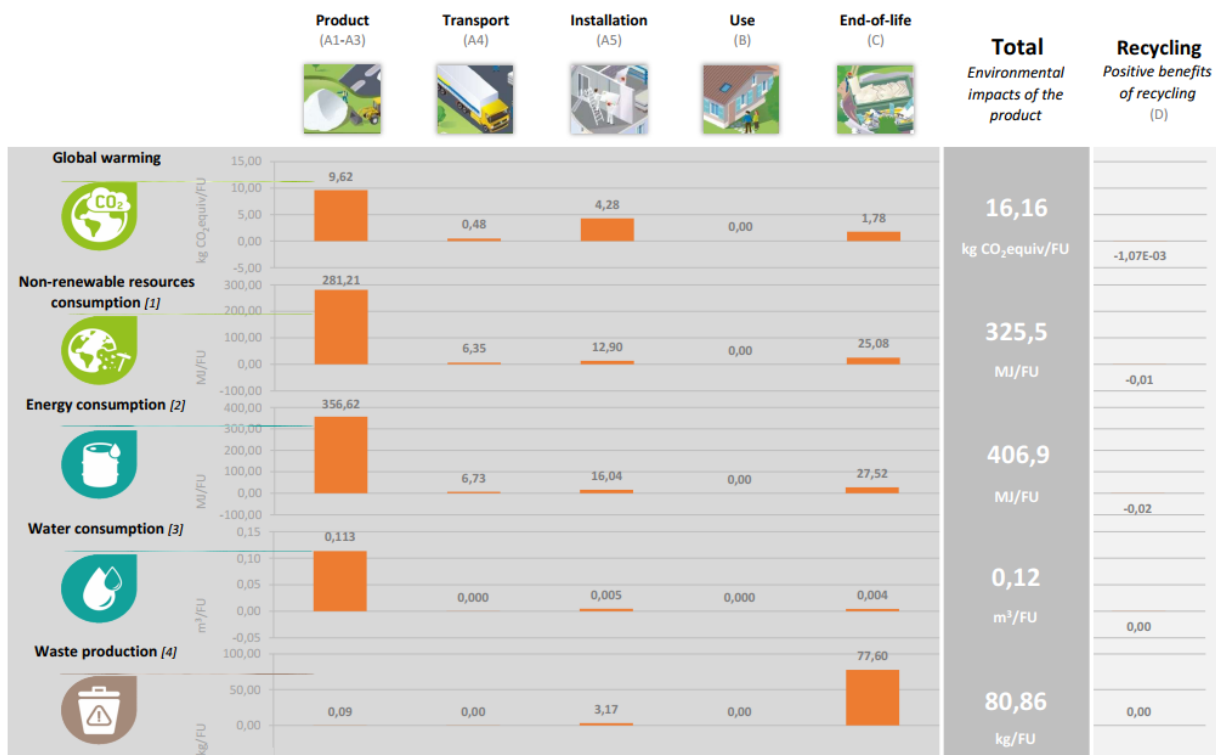 Product
(A1-A3)
Transport
(A4)
Installation
(A5)
Use
(B)
End-of-life
(C)
Total
Environmental
impacts of the
product
Recycling
Positive benefits
of recycling
(D)
Global warming
CO2
kg CO2equiv/FU
15,00
10,00
5,00
0,00
-5,00
9,62
0,48
4,28
0,00
1,78
16,16
kg CO2equiv/FU
-1,07E-03
Non-renewable resources
consumption [1]
MJ/FU
300,00
200,00
100,00
0,00
-100,00
281,21
6,35
12,90
0,00
25,08
325,5
MJ/FU
-0,01
Energy consumption [2]
MJ/FU
400,00
300,00
200,00
100,00
0,00
-100,00
356,62
6,73
16,04
0,00
27,52
406,9
MJ/FU
-0,02
Water consumption [3]
m³/FU
0,15
0,10
0,05
0,00
-0,05
0,113
0,000
0,005
0,000
0,004
0,12
m³/FU
0,00
Waste production [4]
kg/FU
100,00
50,00
0,00
0,09
0,00
3,17
0,00
77,60
80,86
kg/FU
0,00